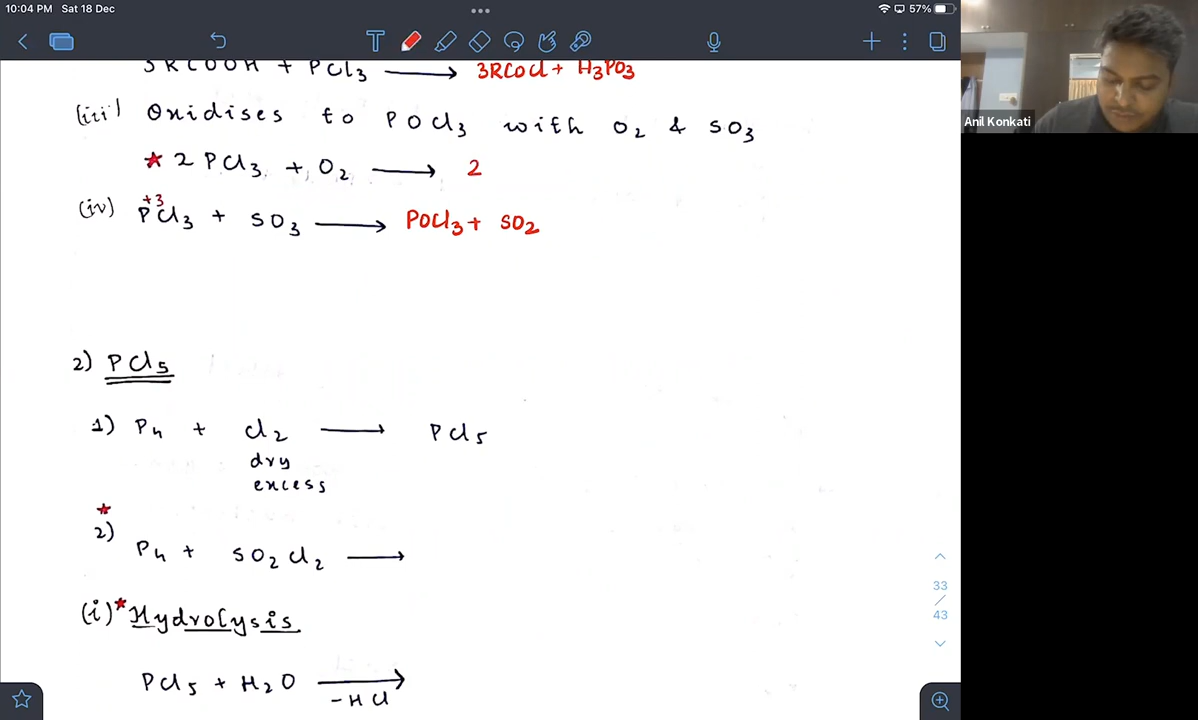 10:04 PM Sat 18 Dec
57%
3RCOOH + PCl3 ⟶ 3RCOCl + H3PO3
(iii) Oxidises to POCl3 with O2 & SO3
★ 2 PCl3 + O2 ⟶ 2
+3
(iv) PCl3 + SO3 ⟶ POCl3 + SO2
2) PCl5
1) P4 + Cl2 ⟶ PCl5
dry
excess
★
2) P4 + SO2Cl2 ⟶
(i) ★ Hydrolysis
PCl5 + H2O ⟶
-HCl
Anil Konkati
33
/
43